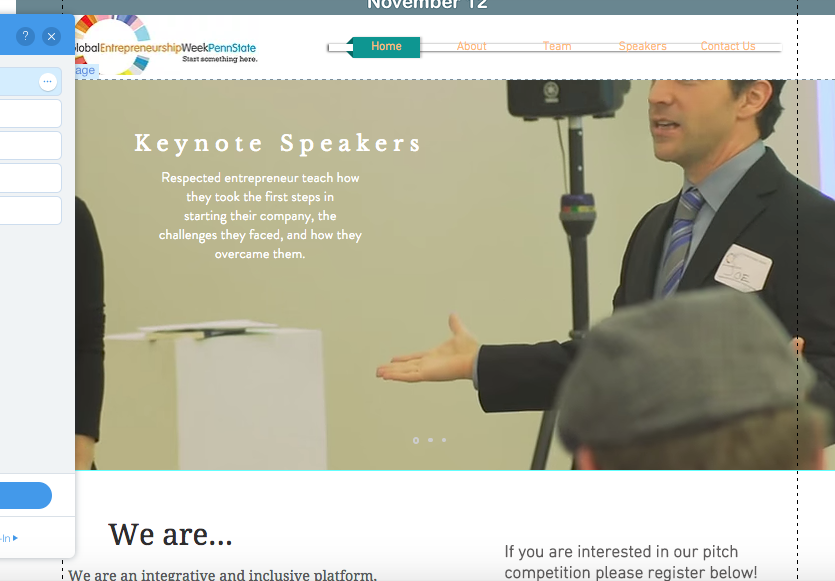 November 12
?
GlobalEntrepreneurshipWeekPennState
Start something here.
Home
About
Team
Speakers
Contact Us
age .
Keynote Speakers
Respected entrepreneur teach how
they took the first steps in
starting their company, the
challenges they faced, and how they
overcame them.
JOE
We are...
We are an integrative and inclusive platform,
If you are interested in our pitch
competition please register below!
-In